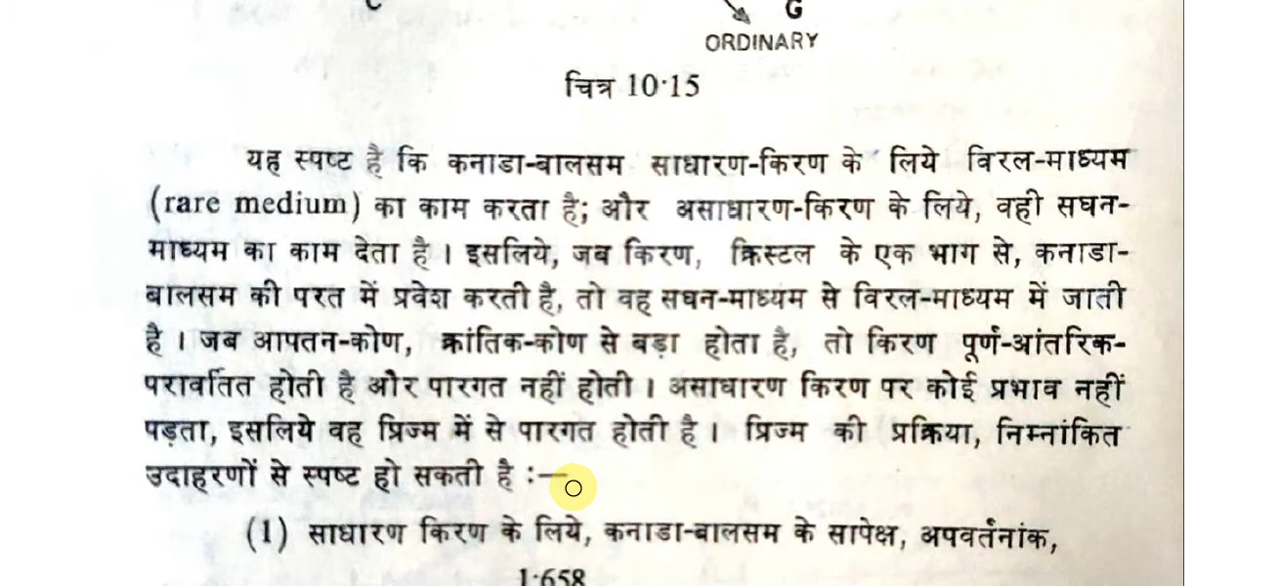 G
ORDINARY
चित्र 10·15
यह स्पष्ट है कि कनाडा-बालसम साधारण-किरण के लिये विरल-माध्यम
(rare medium) का काम करता है; और असाधारण-किरण के लिये, वही सघन-
माध्यम का काम देता है । इसलिये, जब किरण, क्रिस्टल के एक भाग से, कनाडा-
बालसम की परत में प्रवेश करती है, तो वह सघन-माध्यम से विरल-माध्यम में जाती
है । जब आपतन-कोण, क्रांतिक-कोण से बड़ा होता है, तो किरण पूर्ण-आंतरिक-
परावर्तित होती है और पारगत नहीं होती । असाधारण किरण पर कोई प्रभाव नहीं
पड़ता, इसलिये वह प्रिज्म में से पारगत होती है । प्रिज्म की प्रक्रिया, निम्नांकित
उदाहरणों से स्पष्ट हो सकती है :—
(1) साधारण किरण के लिये, कनाडा-बालसम के सापेक्ष, अपवर्तनांक,
1·658